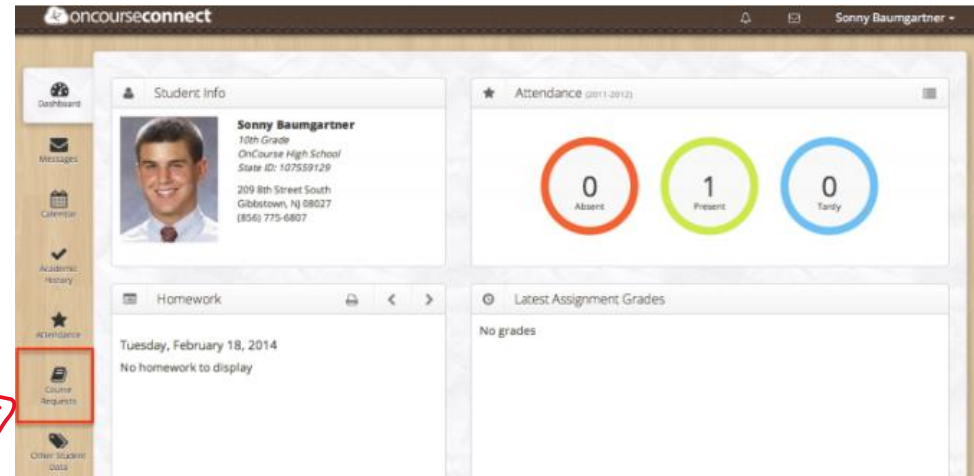 oncourseconnect
Sonny Baumgartner
Dashboard
Messages
Calendar
Academic
History
Attendance
Course
Requests
Other Student
Data
Student Info
Sonny Baumgartner
10th Grade
OnCourse High School
State ID: 107559129
209 8th Street South
Gibbstown, NJ 08027
(856) 775-6807
Attendance (2011-2012)
0
Absent
1
Present
0
Tardy
Homework
Tuesday, February 18, 2014
No homework to display
Latest Assignment Grades
No grades